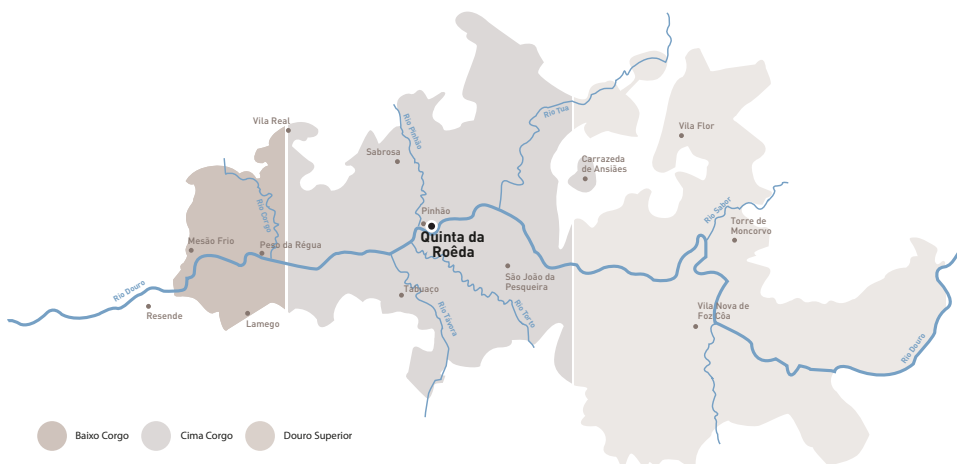 Vila Real
Rio Pinhão
Rio Tua
Vila Flor
Sabrosa
Carrazeda
de Ansiães
Rio Corgo
Pinhão
Rio Sabor
Torre de
Moncorvo
Quinta da
Roêda
Mesão Frio
Peso da Régua
São João da
Pesqueira
Rio Douro
Tabuaço
Resende
Lamego
Rio Távora
Rio Torto
Vila Nova de
Foz Côa
Rio Douro
Baixo Corgo
Cima Corgo
Douro Superior